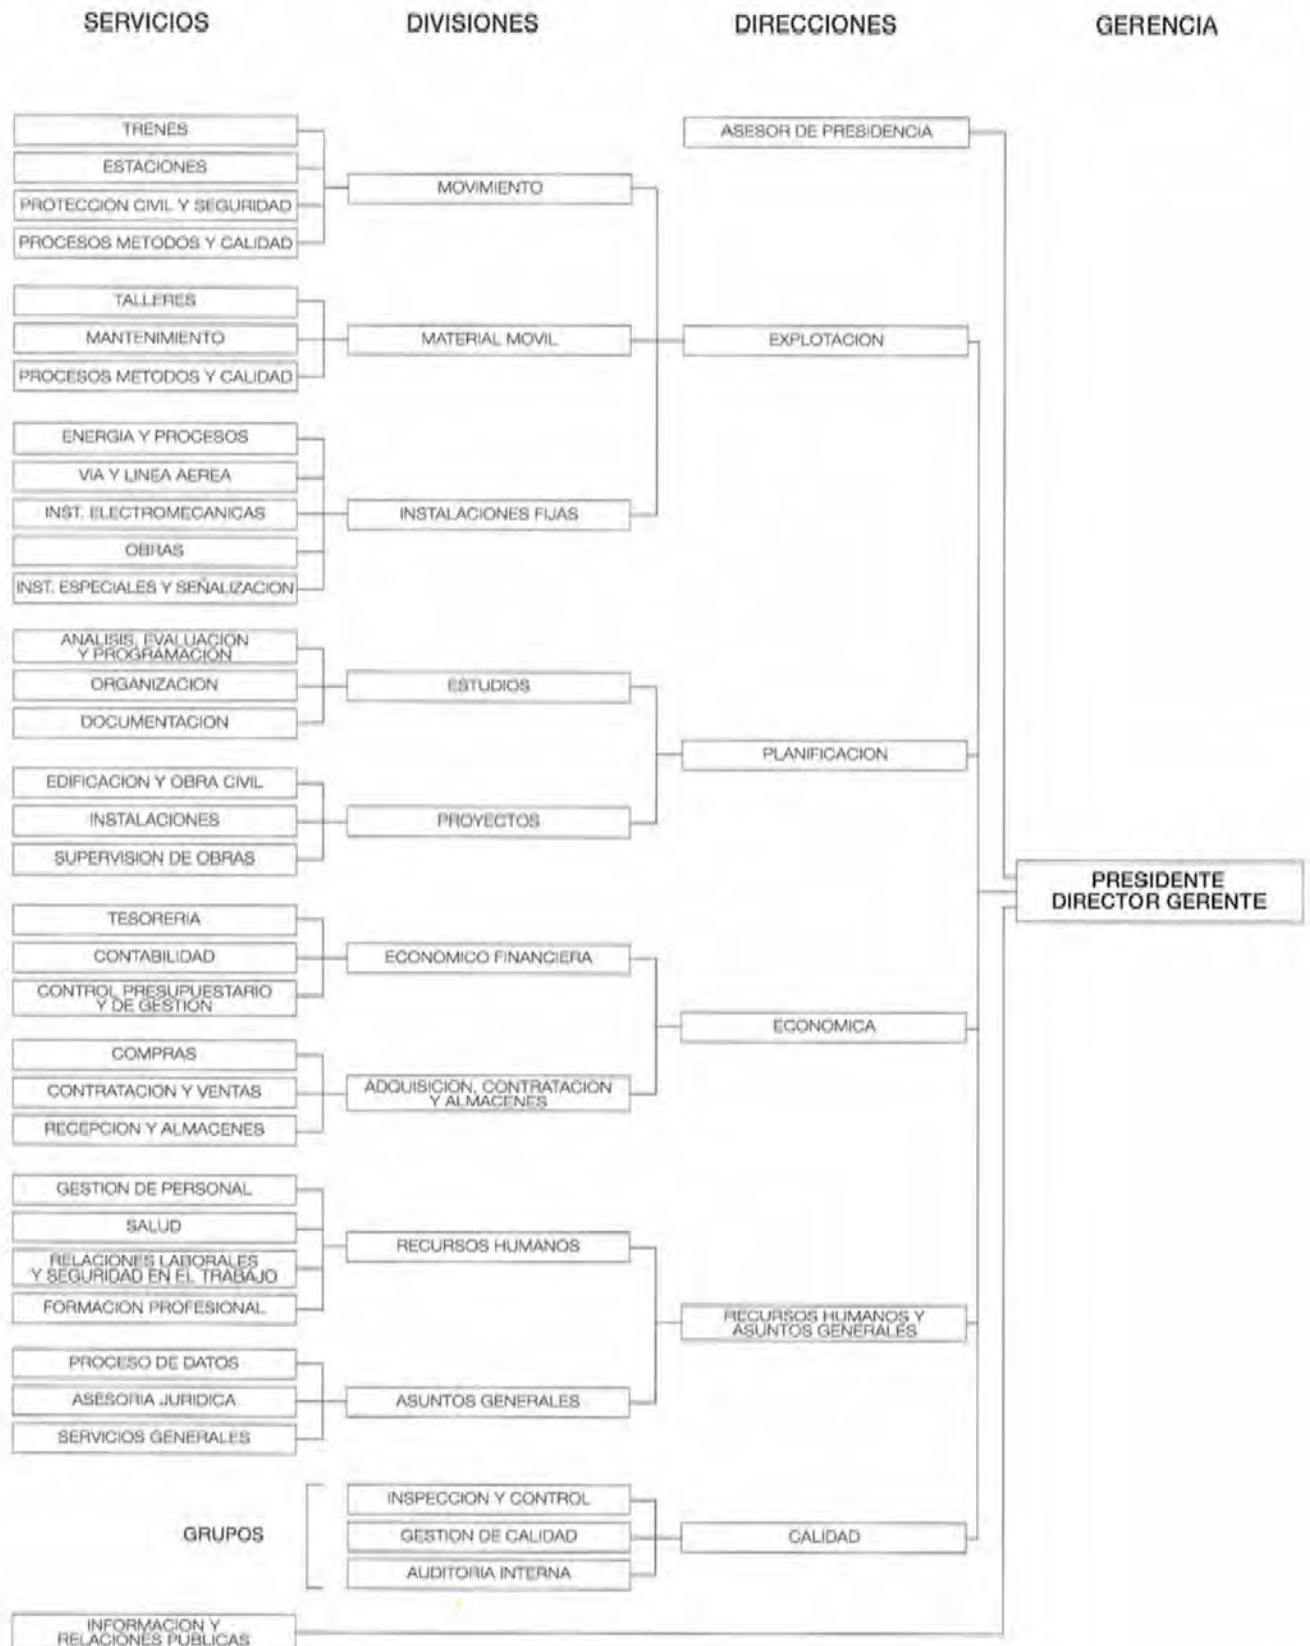 SERVICIOS
DIVISIONES
DIRECCIONES
GERENCIA
TRENES
ESTACIONES
PROTECCION CIVIL Y SEGURIDAD
PROCESOS METODOS Y CALIDAD
MOVIMIENTO
ASESOR DE PRESIDENCIA
TALLERES
MANTENIMIENTO
PROCESOS METODOS Y CALIDAD
MATERIAL MOVIL
EXPLOTACION
ENERGIA Y PROCESOS
VIA Y LINEA AEREA
INST. ELECTROMECANICAS
OBRAS
INST. ESPECIALES Y SEÑALIZACION
INSTALACIONES FIJAS
ANALISIS, EVALUACION
Y PROGRAMACION
ORGANIZACION
DOCUMENTACION
ESTUDIOS
PLANIFICACION
EDIFICACION Y OBRA CIVIL
INSTALACIONES
SUPERVISION DE OBRAS
PROYECTOS
PRESIDENTE
DIRECTOR GERENTE
TESORERIA
CONTABILIDAD
CONTROL PRESUPUESTARIO
Y DE GESTION
ECONOMICO FINANCIERA
ECONOMICA
COMPRAS
CONTRATACION Y VENTAS
RECEPCION Y ALMACENES
ADQUISICION, CONTRATACION
Y ALMACENES
GESTION DE PERSONAL
SALUD
RELACIONES LABORALES
Y SEGURIDAD EN EL TRABAJO
FORMACION PROFESIONAL
RECURSOS HUMANOS
RECURSOS HUMANOS Y
ASUNTOS GENERALES
PROCESO DE DATOS
ASESORIA JURIDICA
SERVICIOS GENERALES
ASUNTOS GENERALES
GRUPOS
INSPECCION Y CONTROL
GESTION DE CALIDAD
AUDITORIA INTERNA
CALIDAD
INFORMACION Y
RELACIONES PUBLICAS